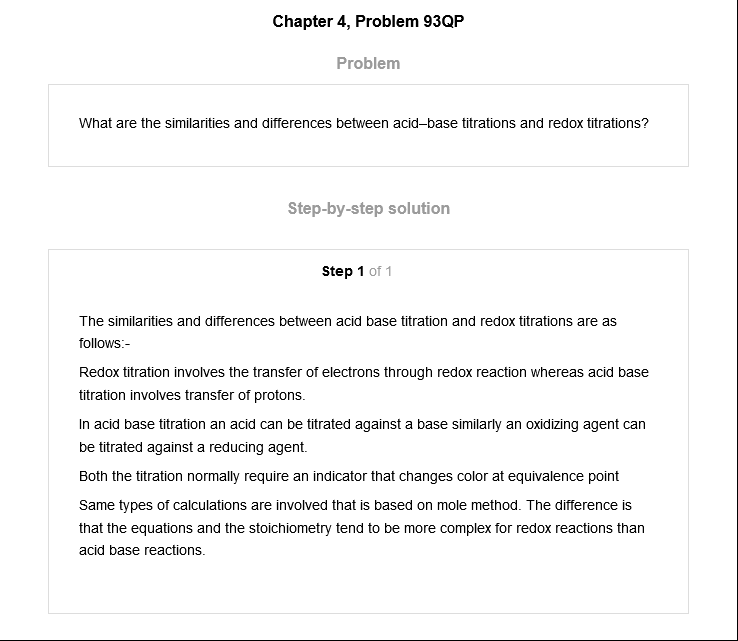 Chapter 4, Problem 93QP
Problem
What are the similarities and differences between acid–base titrations and redox titrations?
Step-by-step solution
Step 1 of 1
The similarities and differences between acid base titration and redox titrations are as
follows:-
Redox titration involves the transfer of electrons through redox reaction whereas acid base
titration involves transfer of protons.
In acid base titration an acid can be titrated against a base similarly an oxidizing agent can
be titrated against a reducing agent.
Both the titration normally require an indicator that changes color at equivalence point
Same types of calculations are involved that is based on mole method. The difference is
that the equations and the stoichiometry tend to be more complex for redox reactions than
acid base reactions.